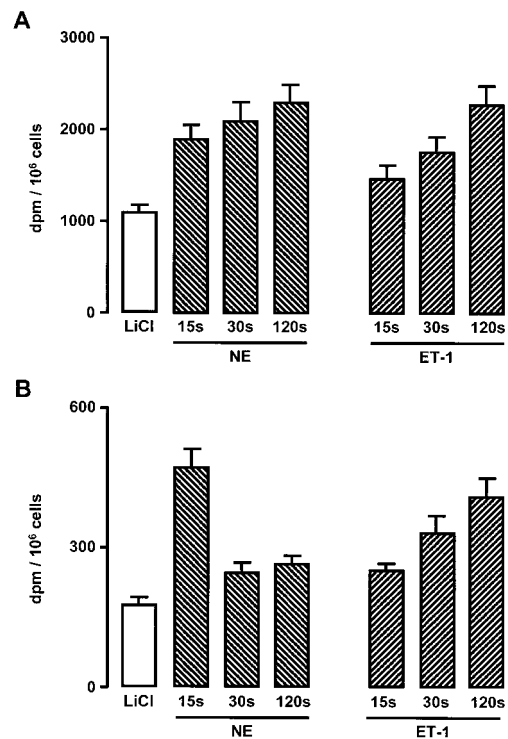 A
3000
2000
1000
0
dpm / 10⁶ cells
LiCl 15s 30s 120s 15s 30s 120s
NE ET-1
B
600
300
0
dpm / 10⁶ cells
LiCl 15s 30s 120s 15s 30s 120s
NE ET-1